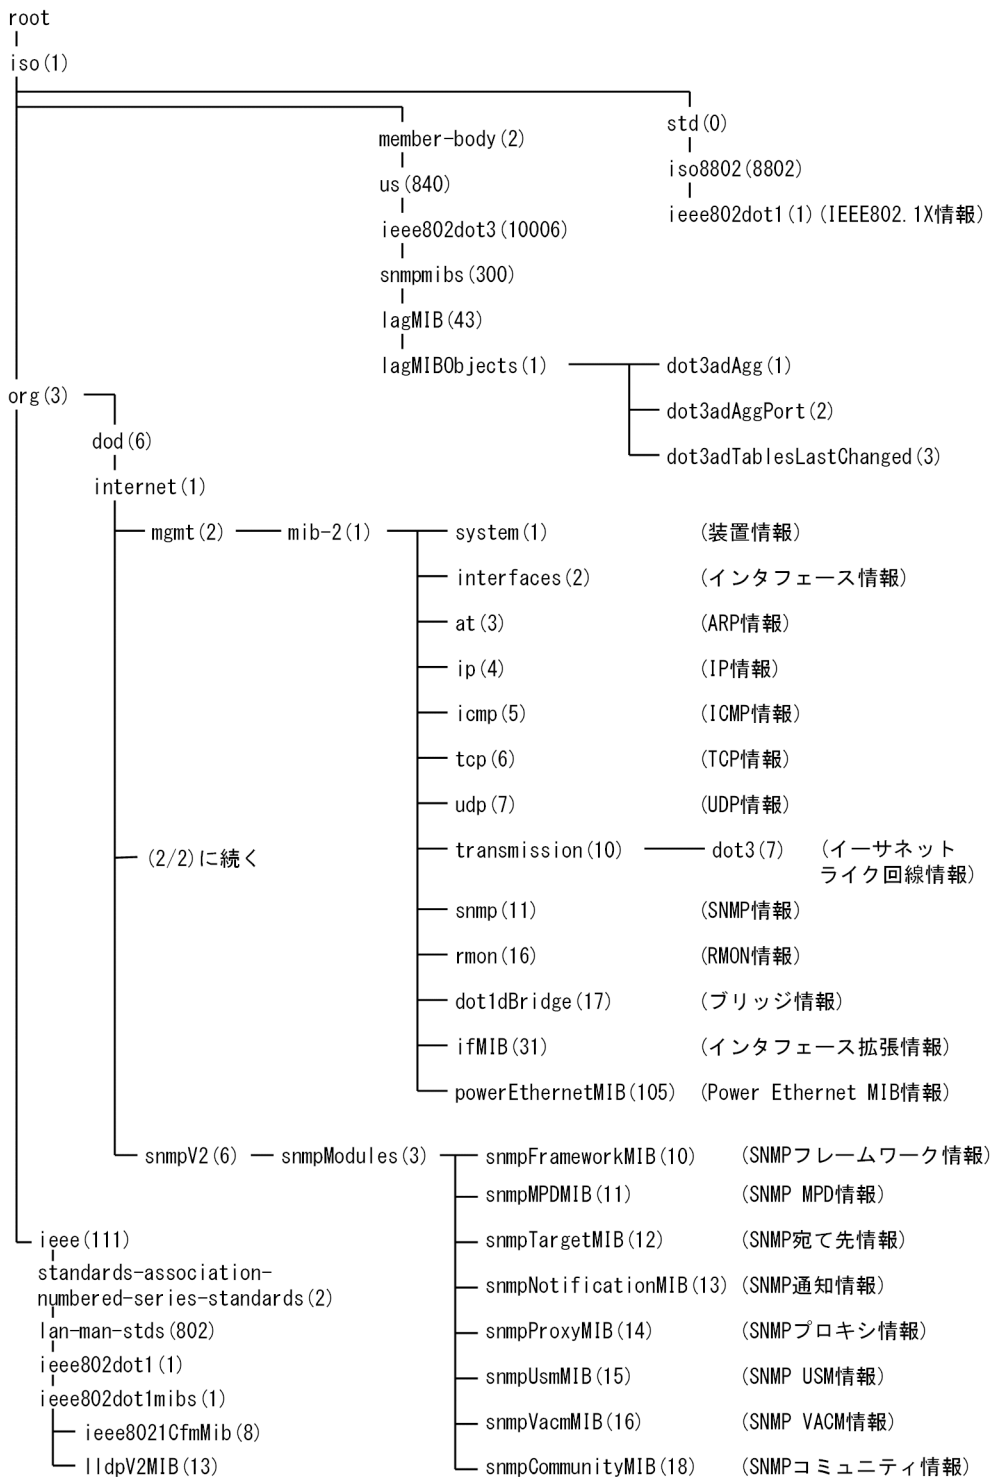 root
iso(1)
std(0)
member-body(2)
iso8802(8802)
us(840)
ieee802dot1(1)(IEEE802.1X情報)
ieee802dot3(10006)
snmpmibs(300)
lagMIB(43)
lagMIBObjects(1) dot3adAgg(1)
org(3)
dot3adAggPort(2)
dod(6)
dot3adTablesLastChanged(3)
internet(1)
mgmt(2) mib-2(1) system(1) (装置情報)
interfaces(2) (インタフェース情報)
at(3) (ARP情報)
ip(4) (IP情報)
icmp(5) (ICMP情報)
tcp(6) (TCP情報)
udp(7) (UDP情報)
(2/2)に続く
transmission(10) dot3(7) (イーサネット
ライク回線情報)
snmp(11) (SNMP情報)
rmon(16) (RMON情報)
dot1dBridge(17) (ブリッジ情報)
ifMIB(31) (インタフェース拡張情報)
powerEthernetMIB(105) (Power Ethernet MIB情報)
snmpV2(6) snmpModules(3) snmpFrameworkMIB(10) (SNMPフレームワーク情報)
snmpMPDMIB(11) (SNMP MPD情報)
snmpTargetMIB(12) (SNMP宛て先情報)
snmpNotificationMIB(13) (SNMP通知情報)
snmpProxyMIB(14) (SNMPプロキシ情報)
snmpUsmMIB(15) (SNMP USM情報)
snmpVacmMIB(16) (SNMP VACM情報)
snmpCommunityMIB(18) (SNMPコミュニティ情報)
ieee(111)
standards-association-
numbered-series-standards(2)
lan-man-stds(802)
ieee802dot1(1)
ieee802dot1mibs(1)
ieee8021CfmMib(8)
lldpV2MIB(13)